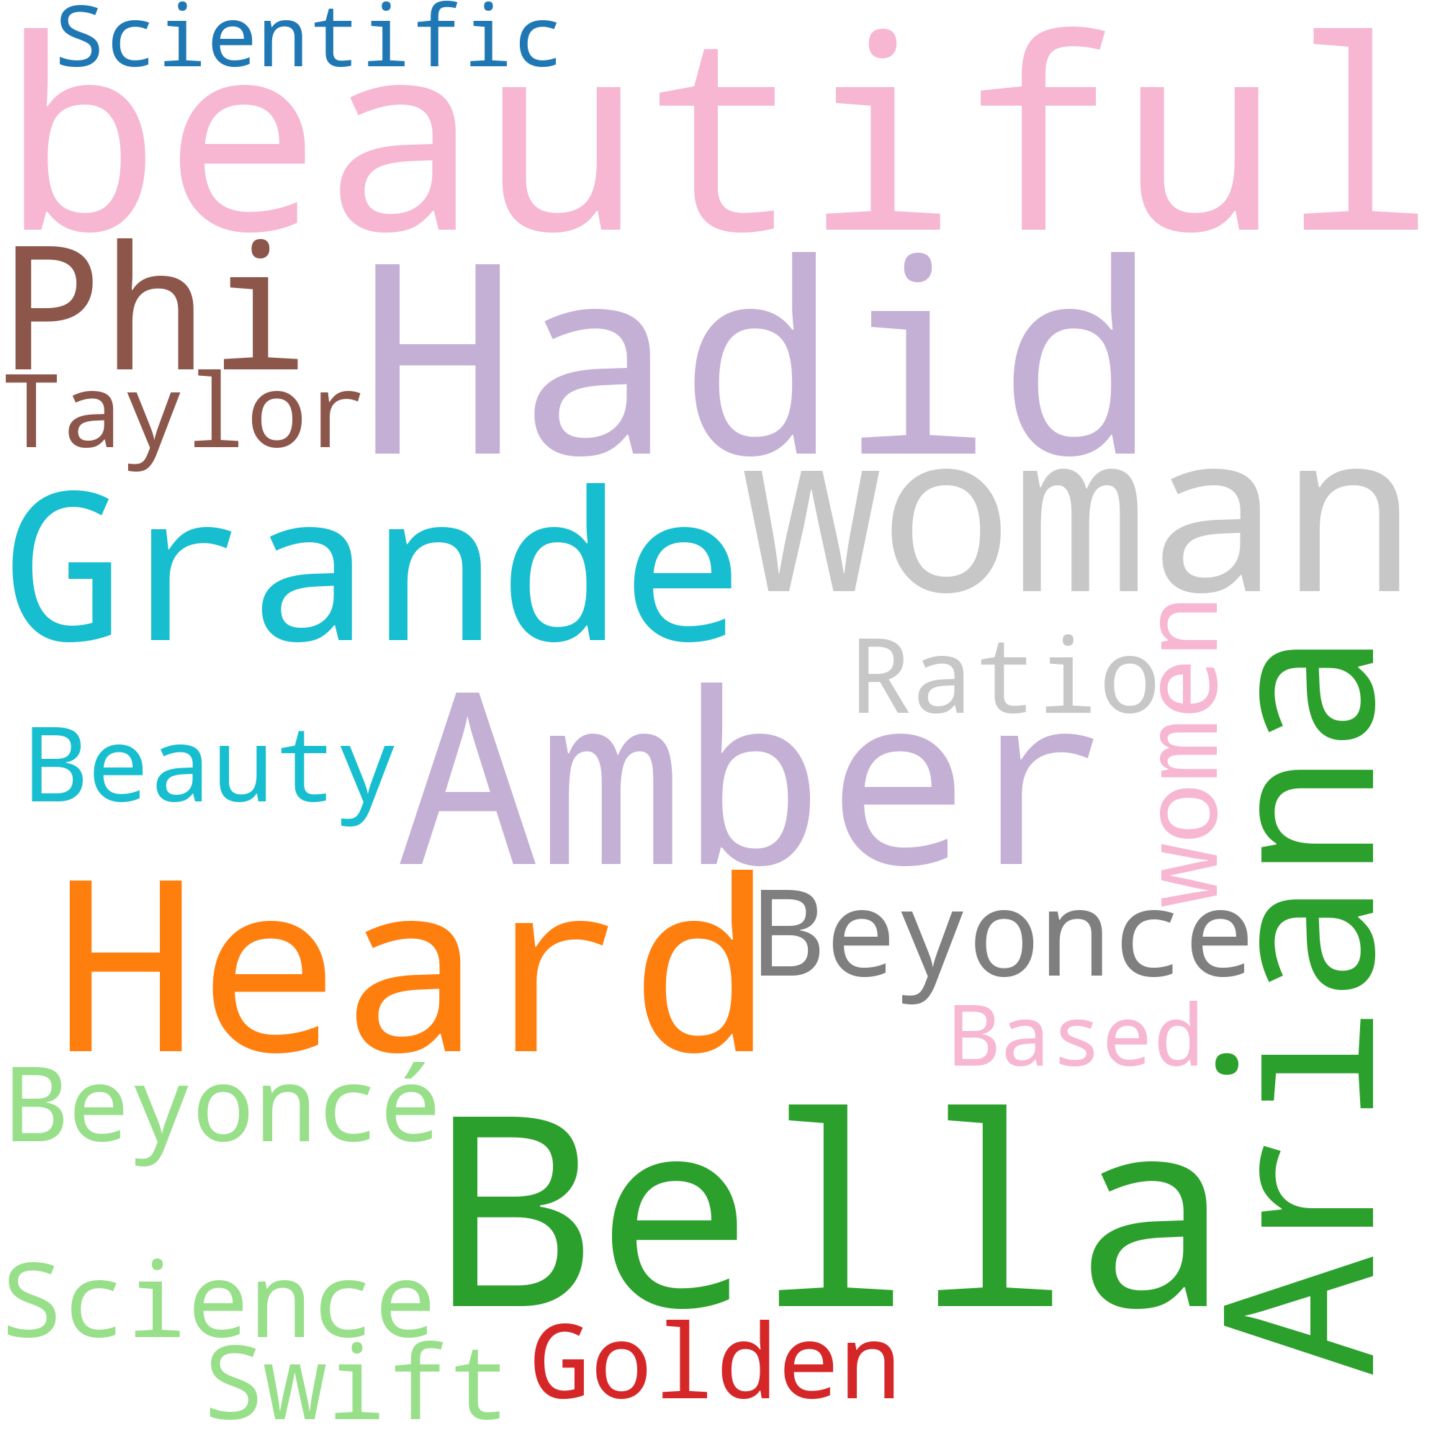 Scientific
beautiful
Phi
Hadid
Taylor
woman
Grande
women
Ratio
Ariana
Amber
Beauty
Heard
Beyonce
Based
Beyoncé
Bella
Science
Golden
Swift